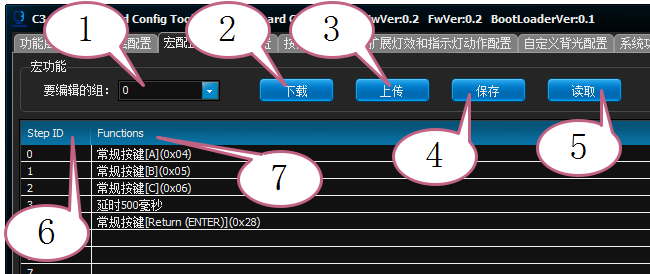 C3 d Config Too ard C FwVer:0.2 FwVer:0.2 BootLoaderVer:0.1
功能 配置 宏配 置 按 扩展灯效和指示灯动作配置 自定义背光配置 系统
宏功能
要编辑的组: 0 下载 上传 保存 读取
1 2 3 4 5
Step ID Functions
0 常规按键[A](0x04)
1 常规按键[B](0x05)
2 常规按键[C](0x06)
3 延时500毫秒
常规按键[Return (ENTER)](0x28)
6 7
7